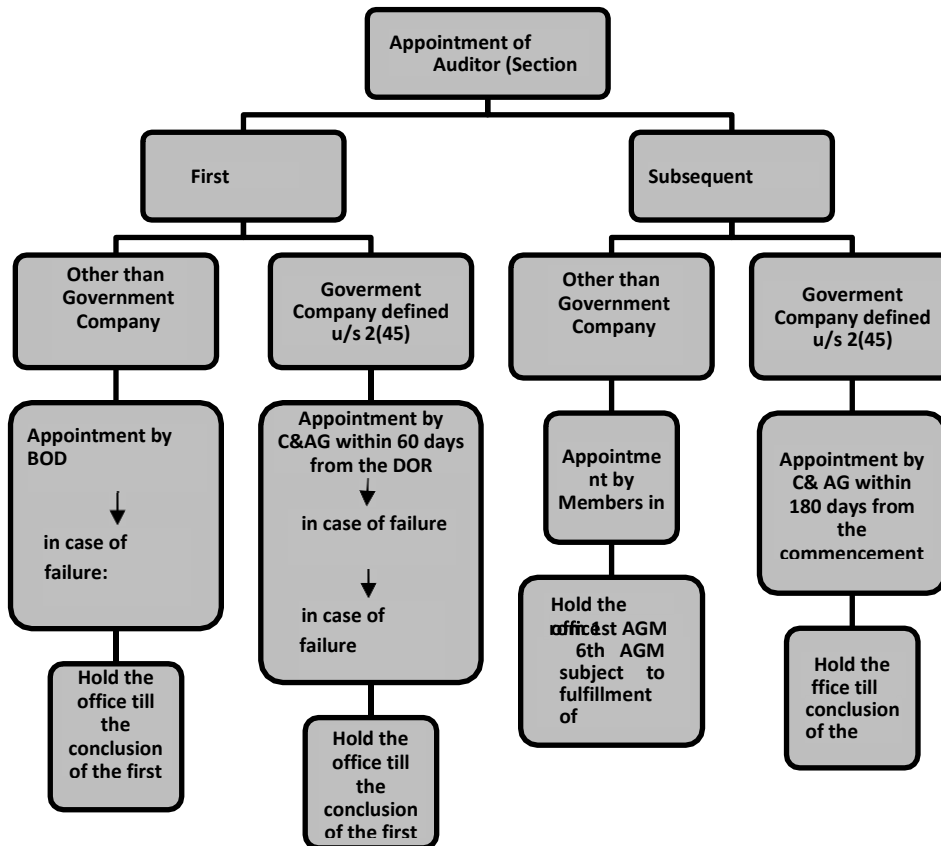 Appointment of
Auditor (Section
First
Subsequent
Other than
Government
Company
Goverment
Company defined
u/s 2(45)
Other than
Government
Company
Goverment
Company defined
u/s 2(45)
Appointment by
BOD
in case of
failure:
Appointment by
C&AG within 60 days
from the DOR
in case of failure
in case of
failure
Appointme
nt by
Members in
Appointment by
C& AG within
180 days from
the
commencement
Hold the
office till
the
conclusion
of the first
Hold the
office till
the
conclusion
of the first
Hold the
1st AGM
6th AGM
subject to
fulfillment
of
Hold the
ffice till
conclusion
of the